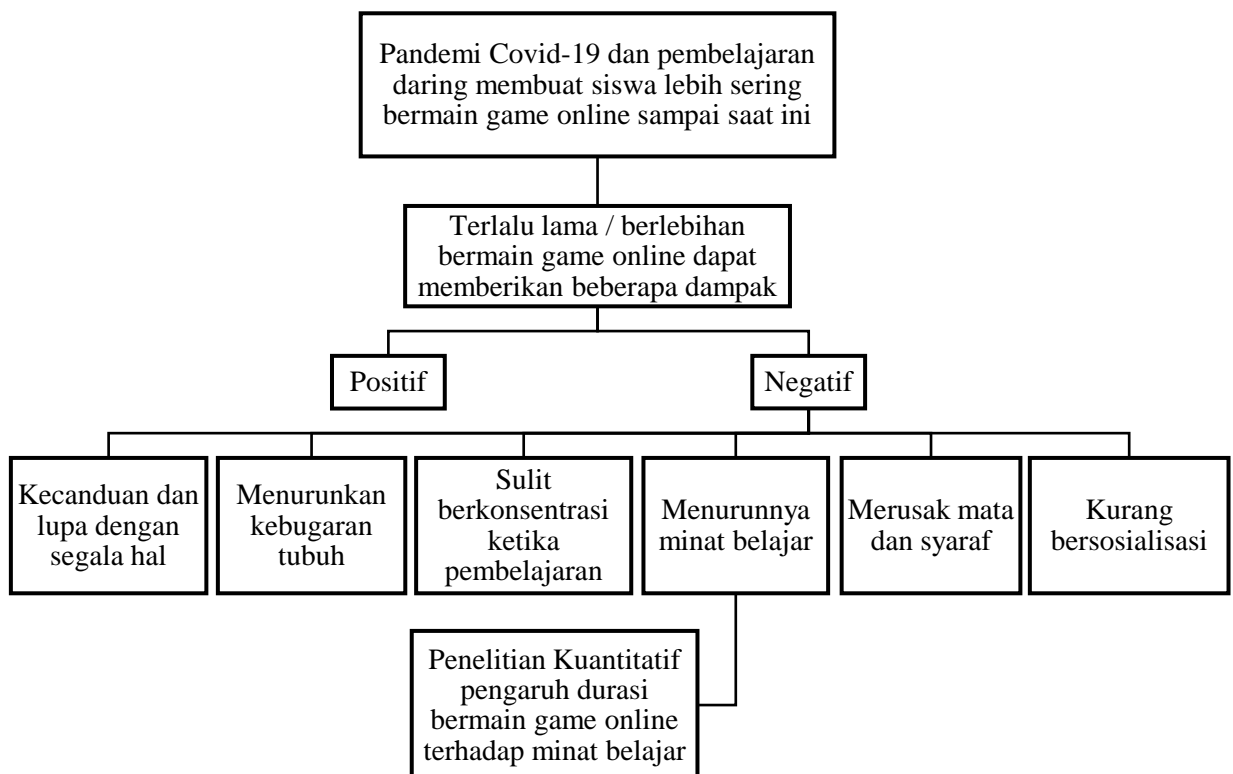 Pandemi Covid-19 dan pembelajaran
daring membuat siswa lebih sering
bermain game online sampai saat ini
Terlalu lama / berlebihan
bermain game online dapat
memberikan beberapa dampak
Positif
Negatif
Kecanduan dan
lupa dengan
segala hal
Menurunkan
kebugaran
tubuh
Sulit
berkonsentrasi
ketika
pembelajaran
Menurunnya
minat belajar
Merusak mata
dan syaraf
Kurang
bersosialisasi
Penelitian Kuantitatif
pengaruh durasi
bermain game online
terhadap minat belajar